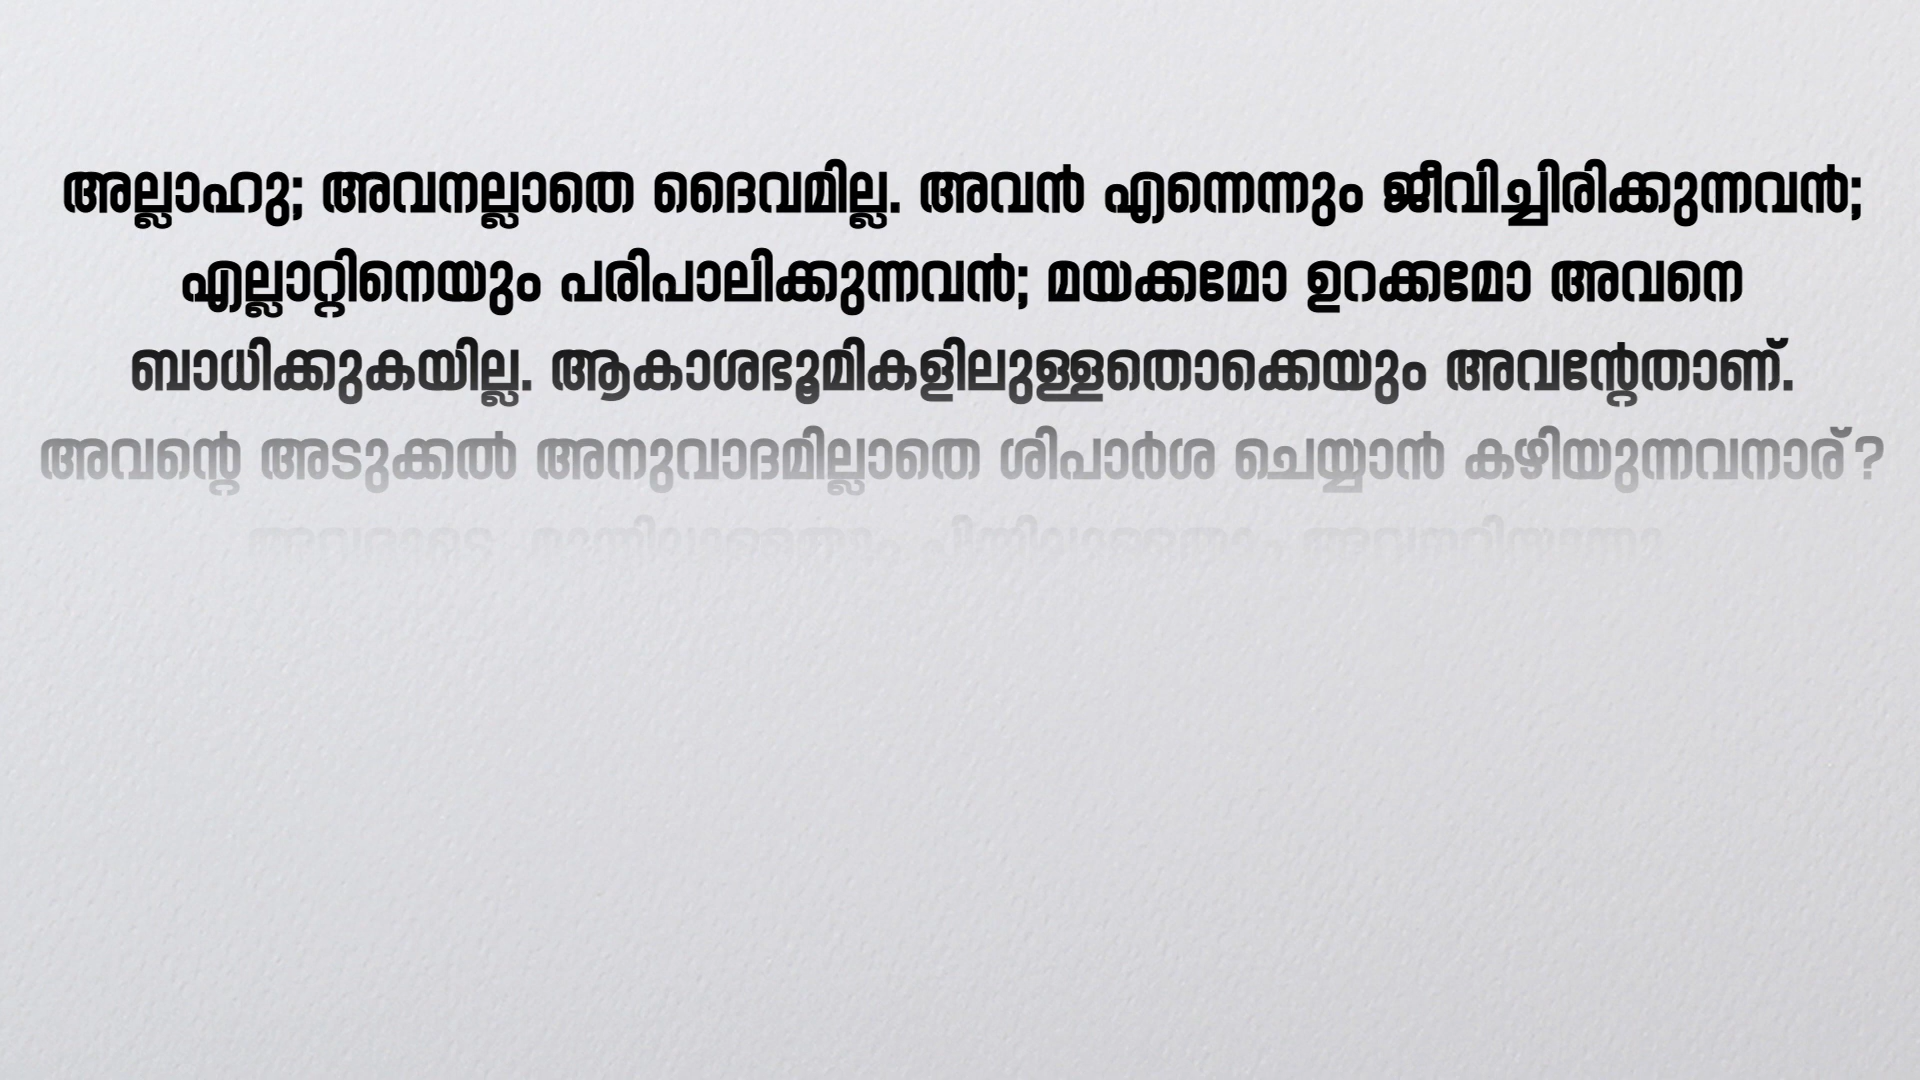 അല്ലാഹു; അവനല്ലാതെ ദൈവമില്ല. അവൻ എന്നെന്നും ജീവിച്ചിരിക്കുന്നവൻ;
എല്ലാറ്റിനെയും പരിപാലിക്കുന്നവൻ; മയക്കമോ ഉറക്കമോ അവനെ
ബാധിക്കുകയില്ല. ആകാശഭൂമികളിലുള്ളതൊക്കെയും അവന്റേതാണ്.
അവന്റെ അടുക്കൽ അനുവാദമില്ലാതെ ശിപാർശ ചെയ്യാൻ കഴിയുന്നവനാര്?